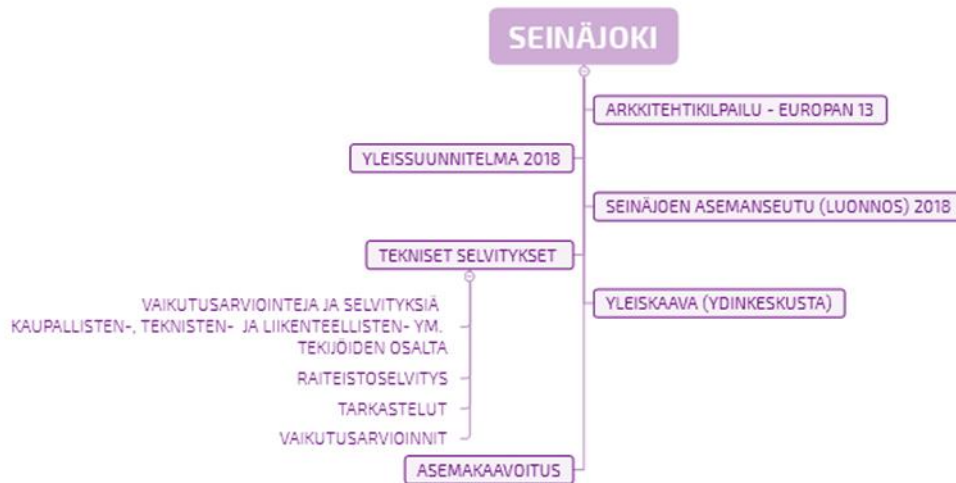 SEINÄJOKI
ARKKITEHTIKILPAILU - EUROPAN 13
YLEISSUUNNITELMA 2018
SEINÄJOEN ASEMANSEUTU (LUONNOS) 2018
TEKNISET SELVITYKSET
YLEISKAAVA (YDINKESKUSTA)
VAIKUTUSARVIOINTEJA JA SELVITYKSIÄ
KAUPALLISTEN-, TEKNISTEN- JA LIIKENTEELLISTEN- YM.
TEKIJÖIDEN OSALTA
RAITEISTOSELVITYS
TARKASTELUT
VAIKUTUSARVIOINNIT
ASEMAKAAVOITUS